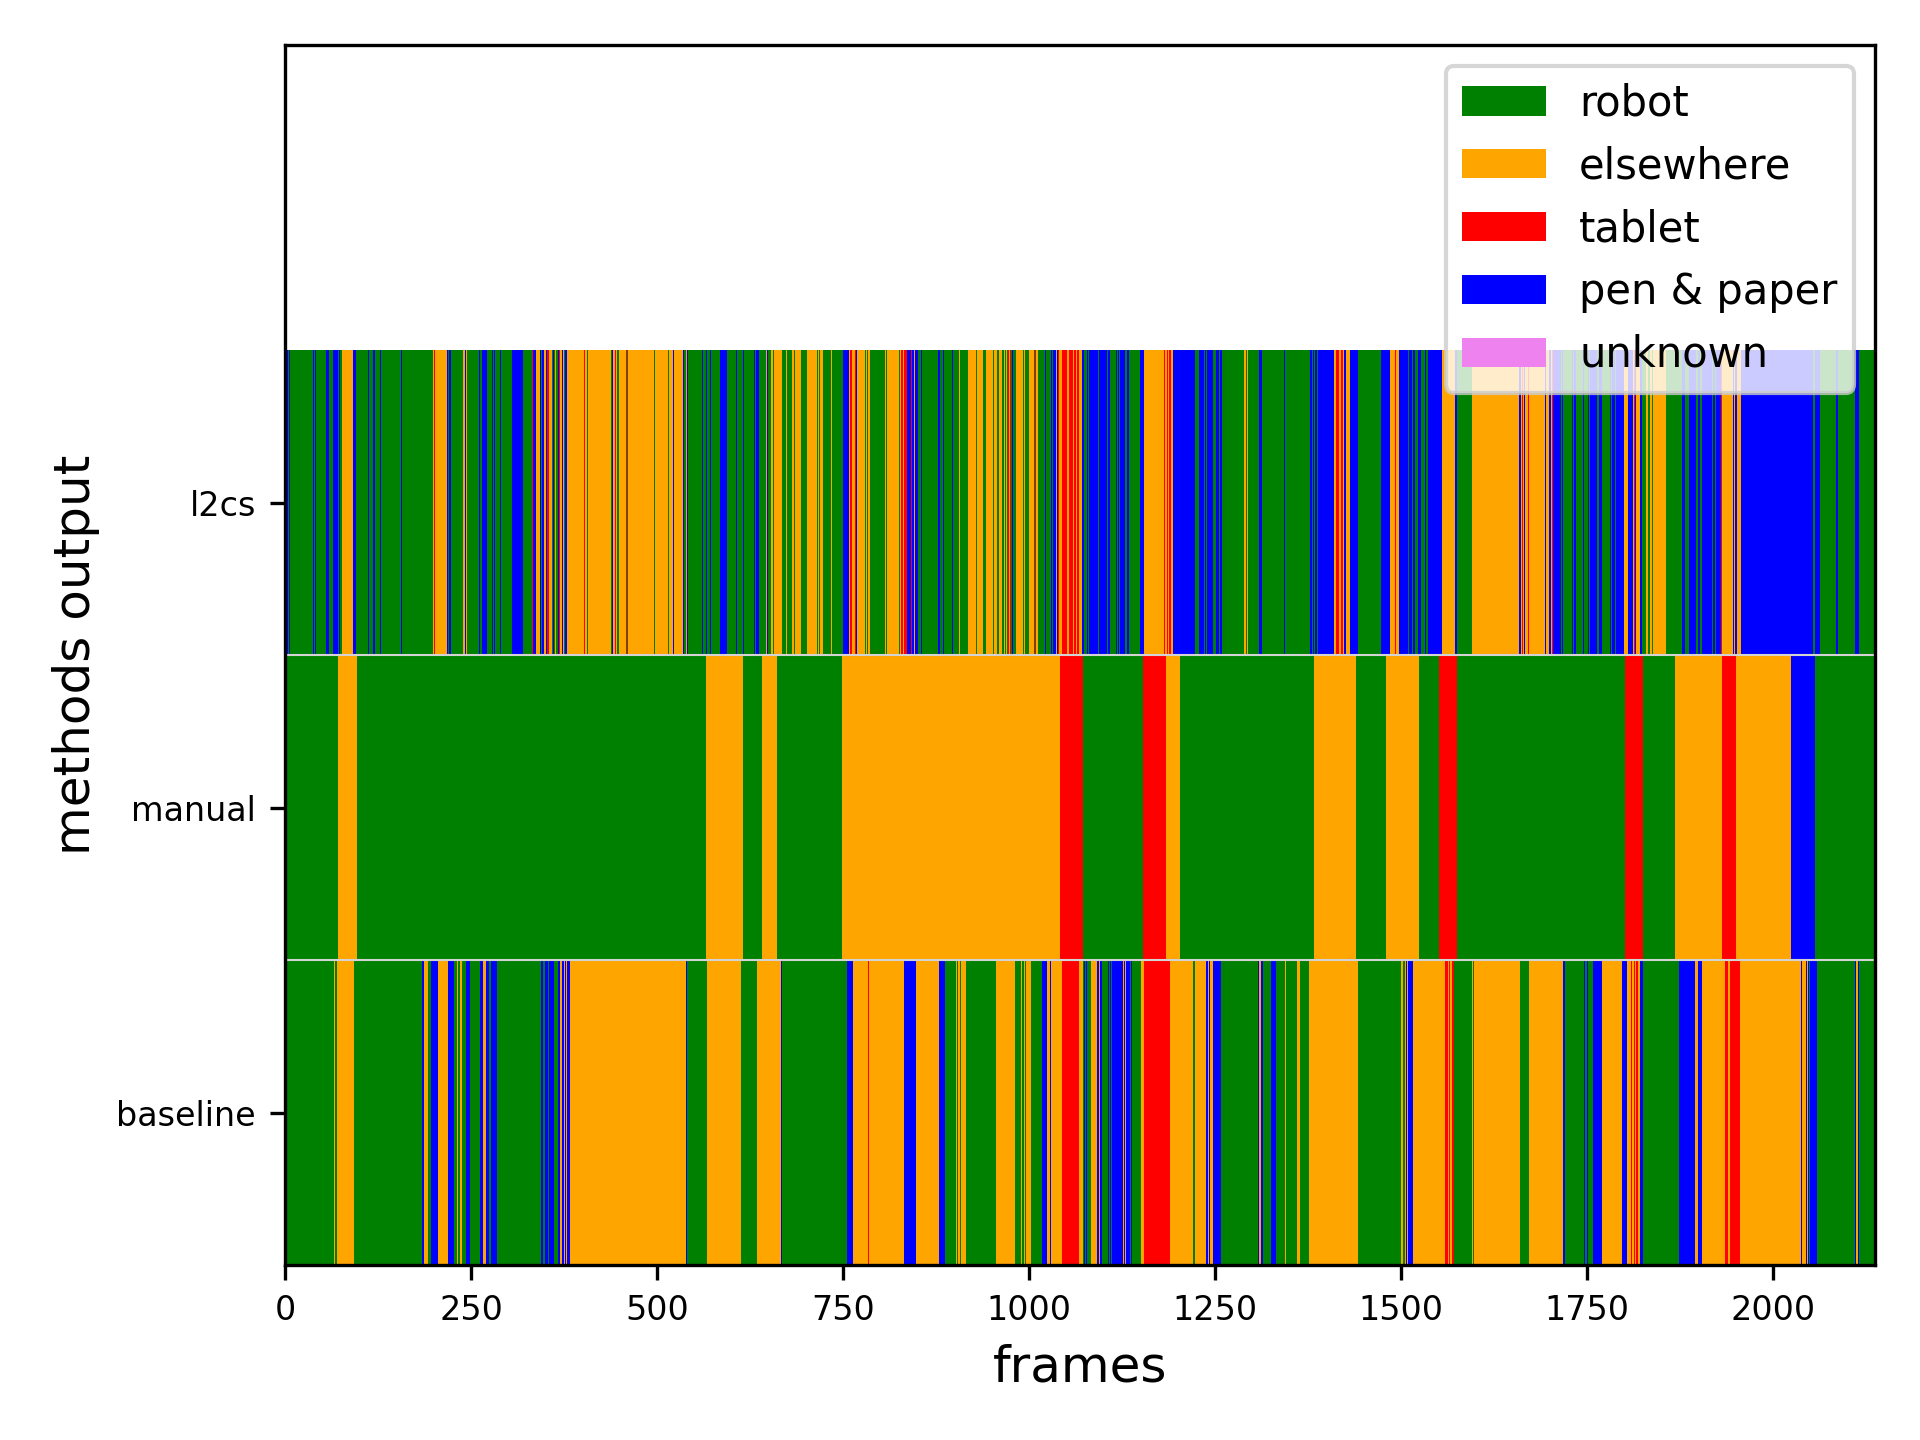 robot
elsewhere
tablet
pen & paper
unknown
methods output
l2cs
manual
baseline
0 250 500 750 1000 1250 1500 1750 2000
frames